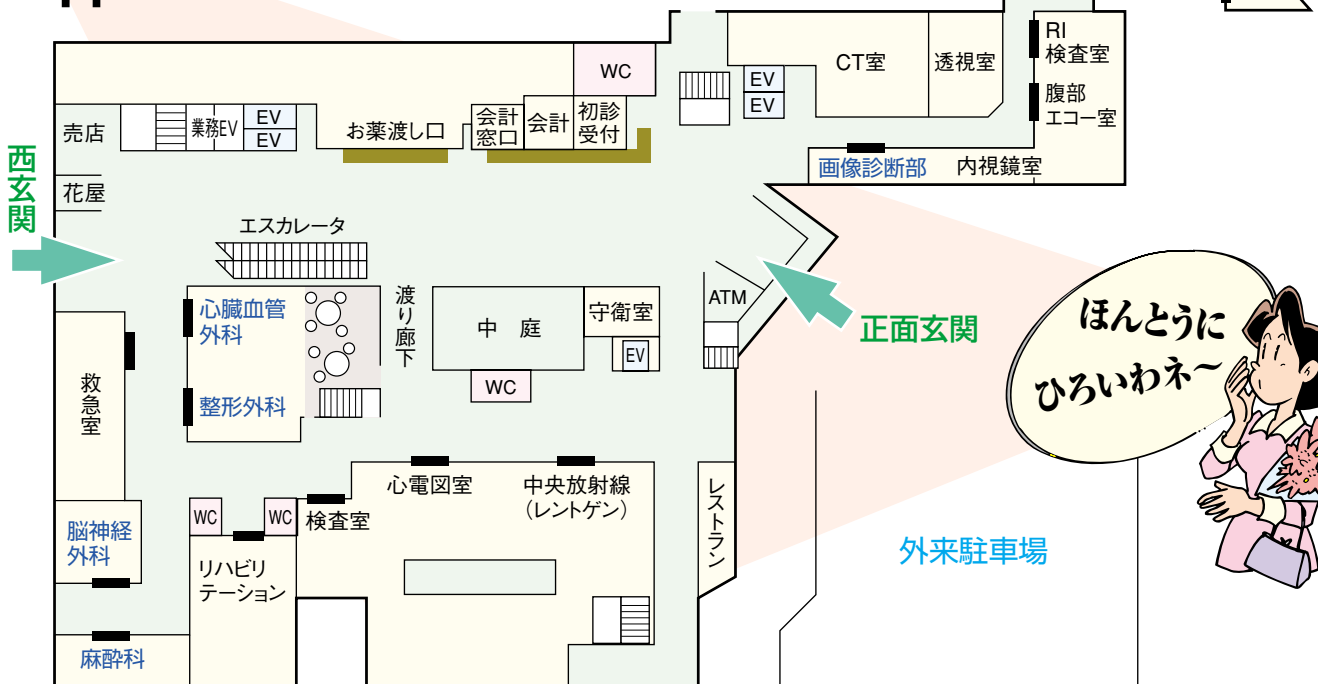 RI
検査室
CT室
透視室
WC
EV
EV
腹部
エコー室
売店
業務EV
EV
EV
お薬渡し口
会計
窓口
会計
初診
受付
画像診断部
内視鏡室
西玄関
花屋
エスカレータ
心臓血管
外科
渡り廊下
中 庭
守衛室
EV
ATM
正面玄関
ほんとうに
ひろいわネ〜
WC
救急室
整形外科
心電図室
中央放射線
（レントゲン）
レストラン
WC
WC
検査室
脳神経
外科
リハビリ
テーション
外来駐車場
麻酔科